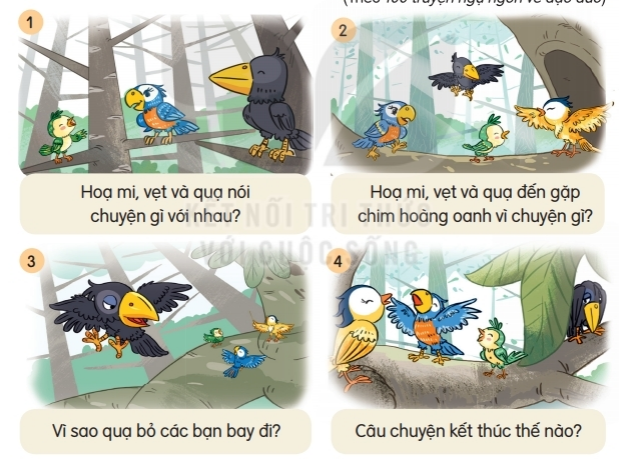 (Theo 100 truyện ngụ ngôn về đạo đức)
1
2
Hoạ mi, vẹt và quạ nói
chuyện gì với nhau?
Hoạ mi, vẹt và quạ đến gặp
chim hoàng oanh vì chuyện gì?
KẾT NỐI TRI THỨC
VỚI CUỘC SỐNG
3
4
Vì sao quạ bỏ các bạn bay đi?
Câu chuyện kết thúc thế nào?